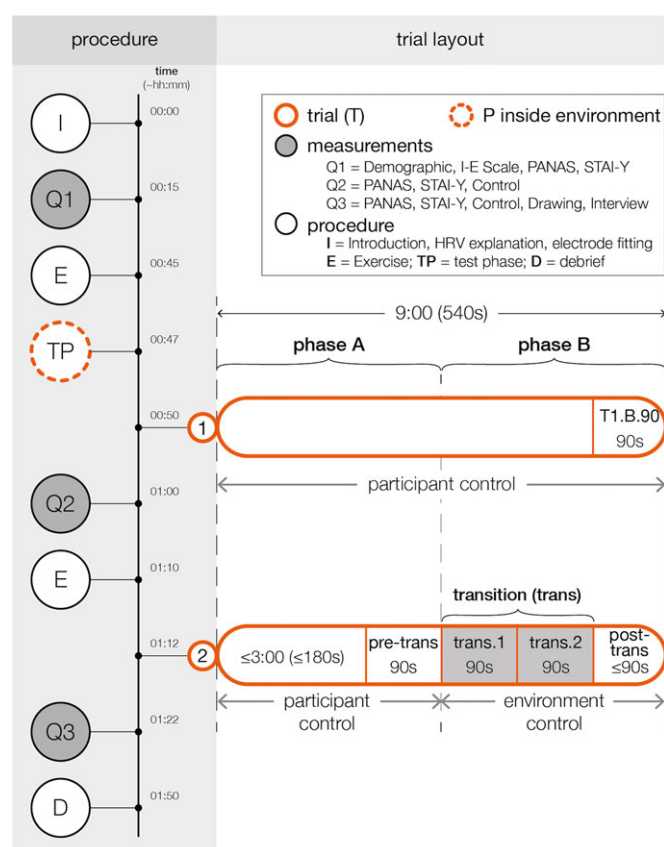 procedure
trial layout
time
(~hh:mm)
I
00:00
Q1
00:15
E
00:45
TP
00:47
1
00:50
Q2
01:00
E
01:10
2
01:12
Q3
01:22
D
01:50
trial (T)
P inside environment
measurements
Q1 = Demographic, I-E Scale, PANAS, STAI-Y
Q2 = PANAS, STAI-Y, Control
Q3 = PANAS, STAI-Y, Control, Drawing, Interview
procedure
I = Introduction, HRV explanation, electrode fitting
E = Exercise; TP = test phase; D = debrief
9:00 (540s)
phase A
phase B
T1.B.90
90s
participant control
transition (trans)
≤3:00 (≤180s)
pre-trans
90s
trans.1
90s
trans.2
90s
post-
trans
≤90s
participant
control
environment
control